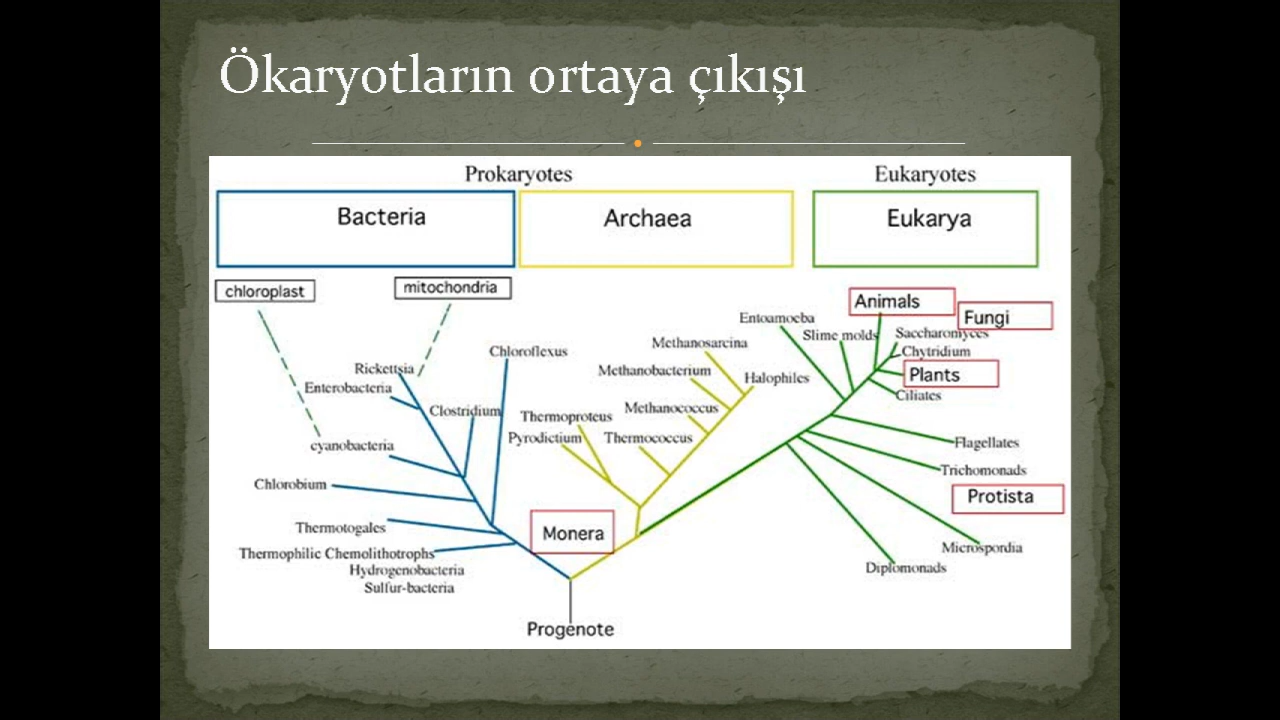 Ökaryotların ortaya çıkışı
Prokaryotes
Eukaryotes
Bacteria
Archaea
Eukarya
chloroplast
mitochondria
Animals
Fungi
Entoamoeba
Slime molds
Saccharomyces
Chytridium
Plants
Ciliates
Methanosarcina
Chloroflexus
Rickettsia
Methanobacterium
Halophiles
Enterobacteria
Clostridium
Thermoproteus
Methanococcus
Pyrodictium
Thermococcus
cyanobacteria
Flagellates
Trichomonads
Chlorobium
Protista
Thermotogales
Monera
Microspordia
Thermophilic Chemolithotrophs
Hydrogenobacteria
Sulfur-bacteria
Diplomonads
Progenote